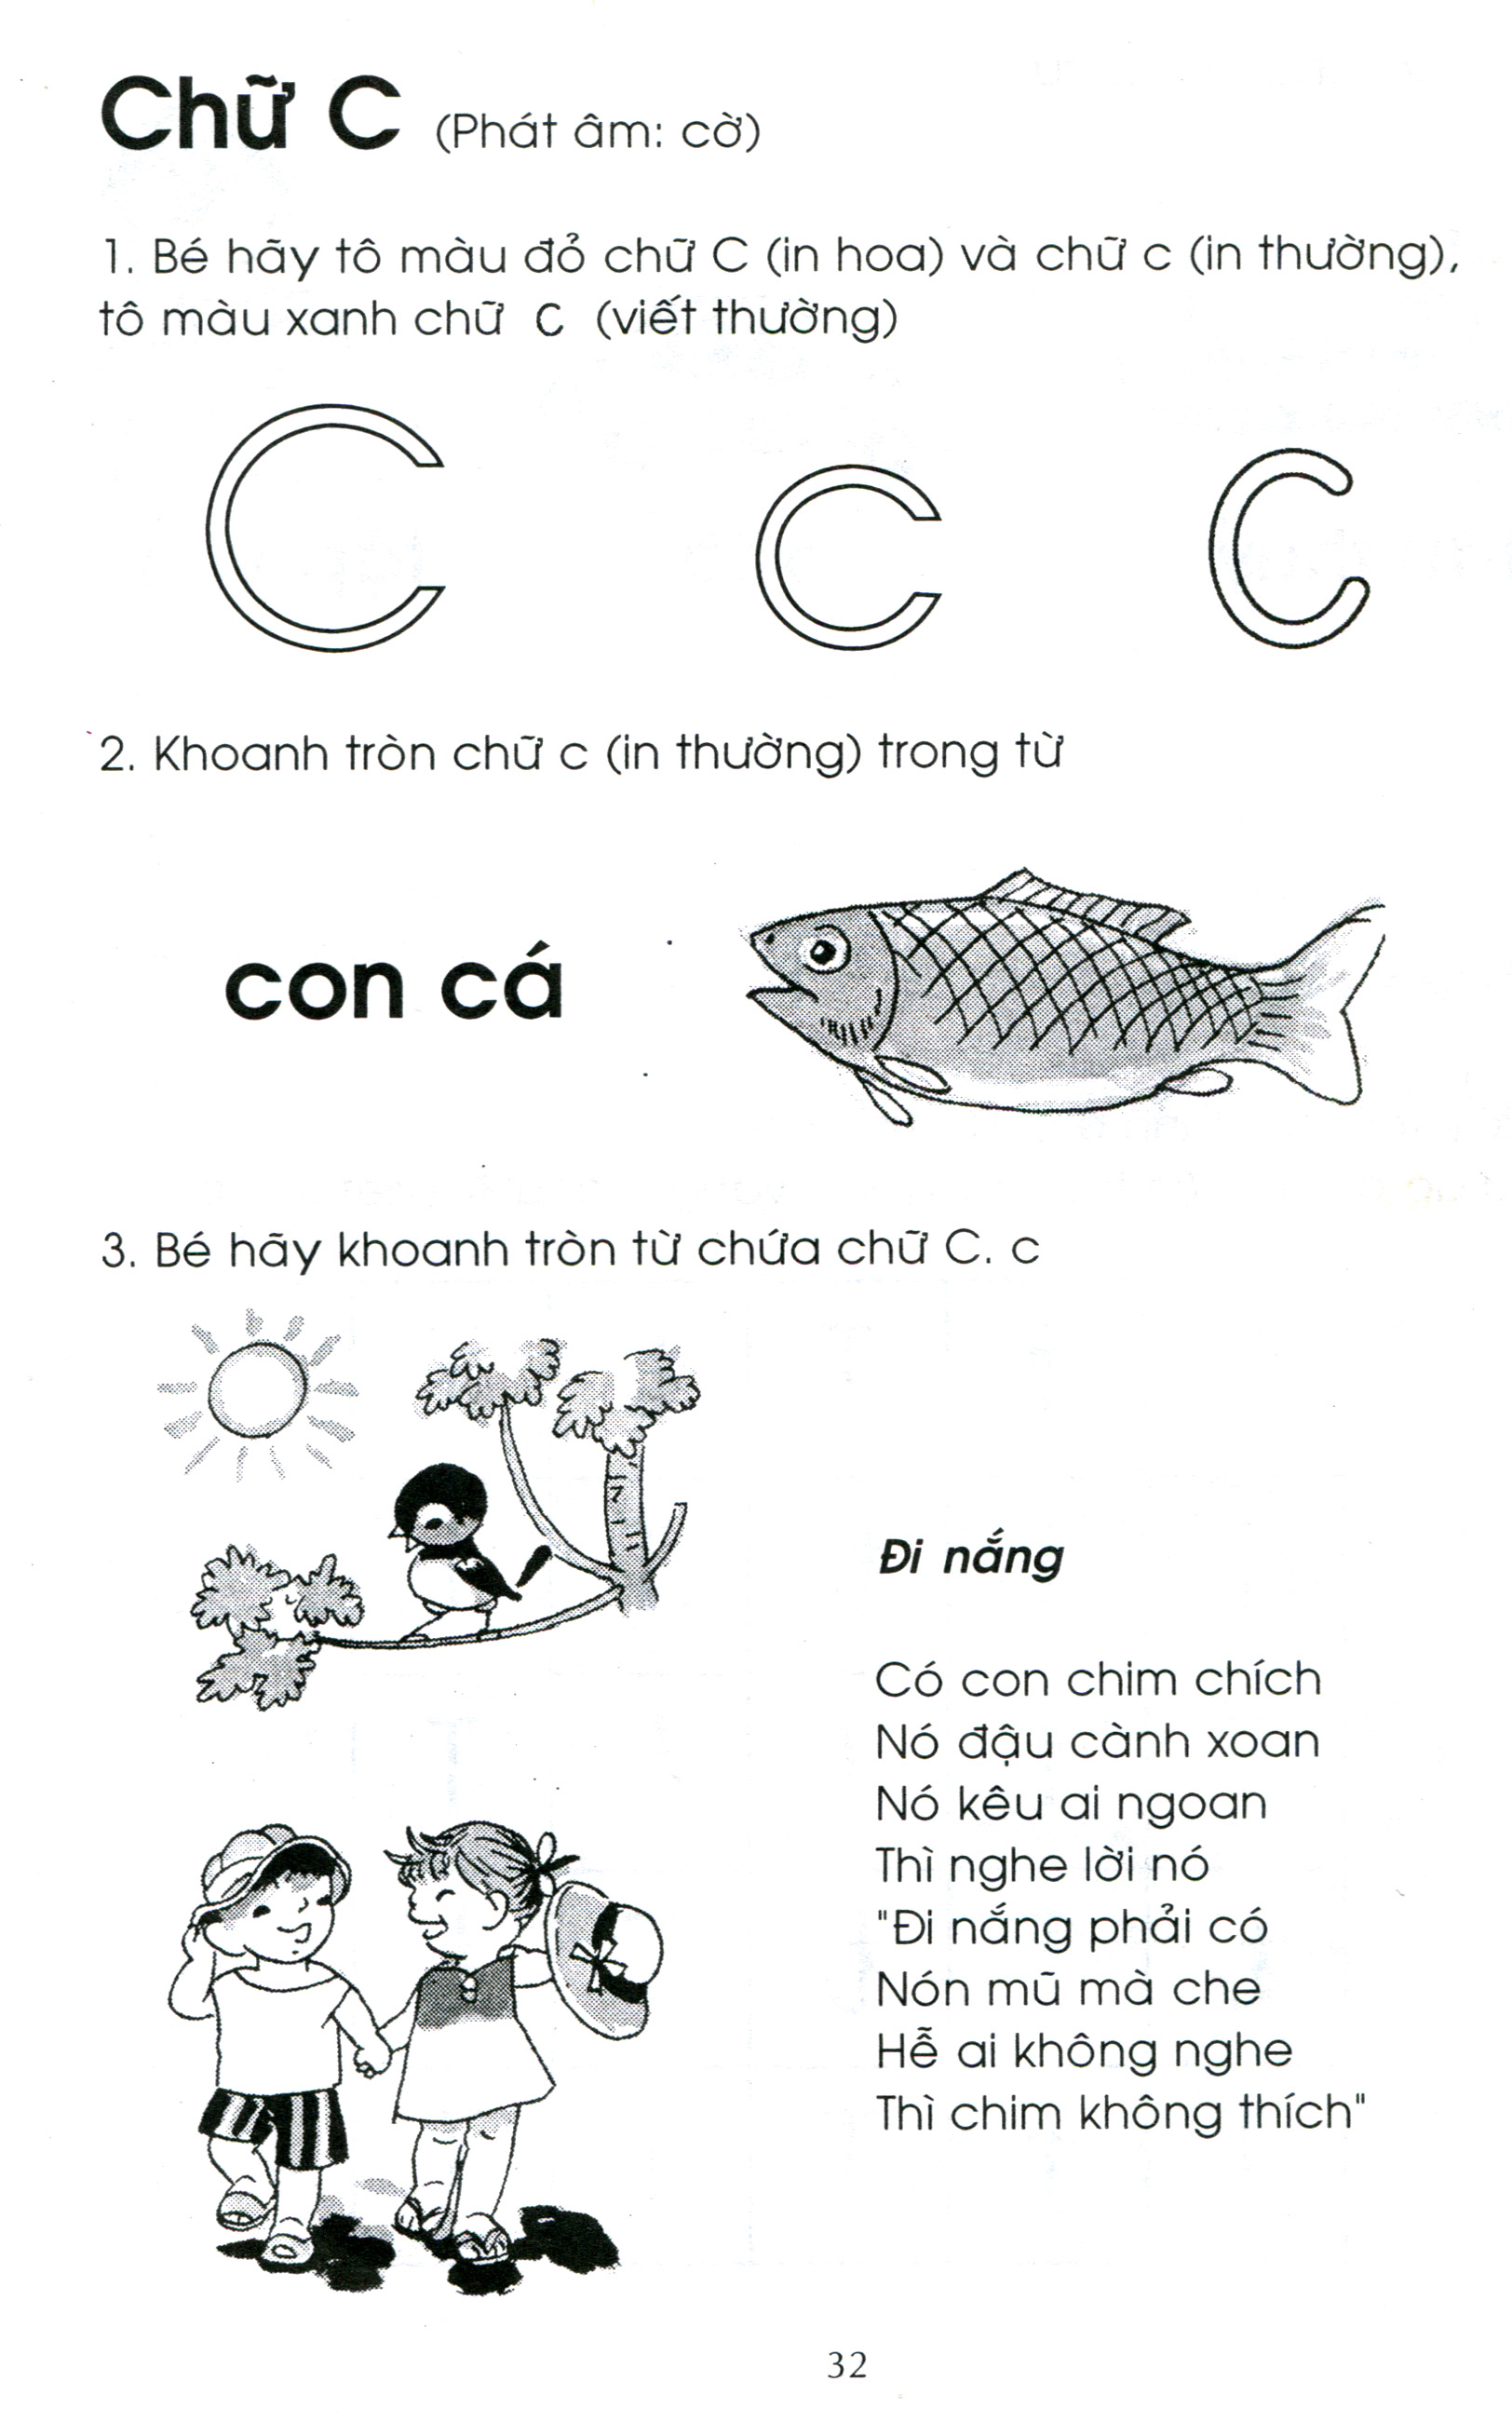 Chữ C (Phát âm: cờ)
1. Bé hãy tô màu đỏ chữ C (in hoa) và chữ c (in thường),
tô màu xanh chữ c (viết thường)
C c c
2. Khoanh tròn chữ c (in thường) trong từ
con cá
3. Bé hãy khoanh tròn từ chứa chữ C. c
Đi nắng
Có con chim chích
Nó đậu cành xoan
Nó kêu ai ngoan
Thì nghe lời nó
"Đi nắng phải có
Nón mũ mà che
Hễ ai không nghe
Thì chim không thích"
32